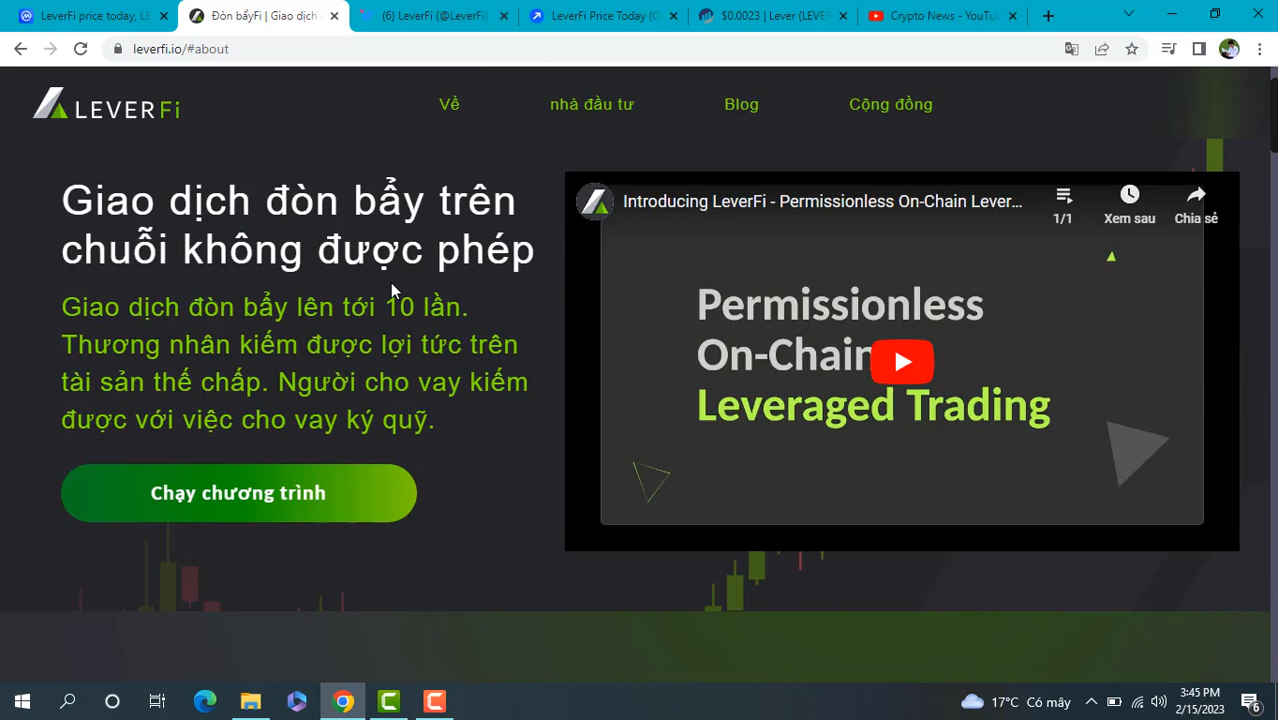 LeverFi price today, LE
Đòn bẩyFi | Giao dịch
(6) LeverFi (@LeverFi)
LeverFi Price Today (O
$0.0023 | Lever (LEVER
Crypto News - YouTu
leverfi.io/#about
LEVERFi
Về
nhà đầu tư
Blog
Cộng đồng
Giao dịch đòn bẩy trên
chuỗi không được phép
Giao dịch đòn bẩy lên tới 10 lần.
Thương nhân kiếm được lợi tức trên
tài sản thế chấp. Người cho vay kiếm
được với việc cho vay ký quỹ.
Chạy chương trình
Introducing LeverFi - Permissionless On-Chain Lever...
1/1
Xem sau
Chia sẻ
Permissionless
On-Chain
Leveraged Trading
17°C Có mây
3:45 PM
2/15/2023
6